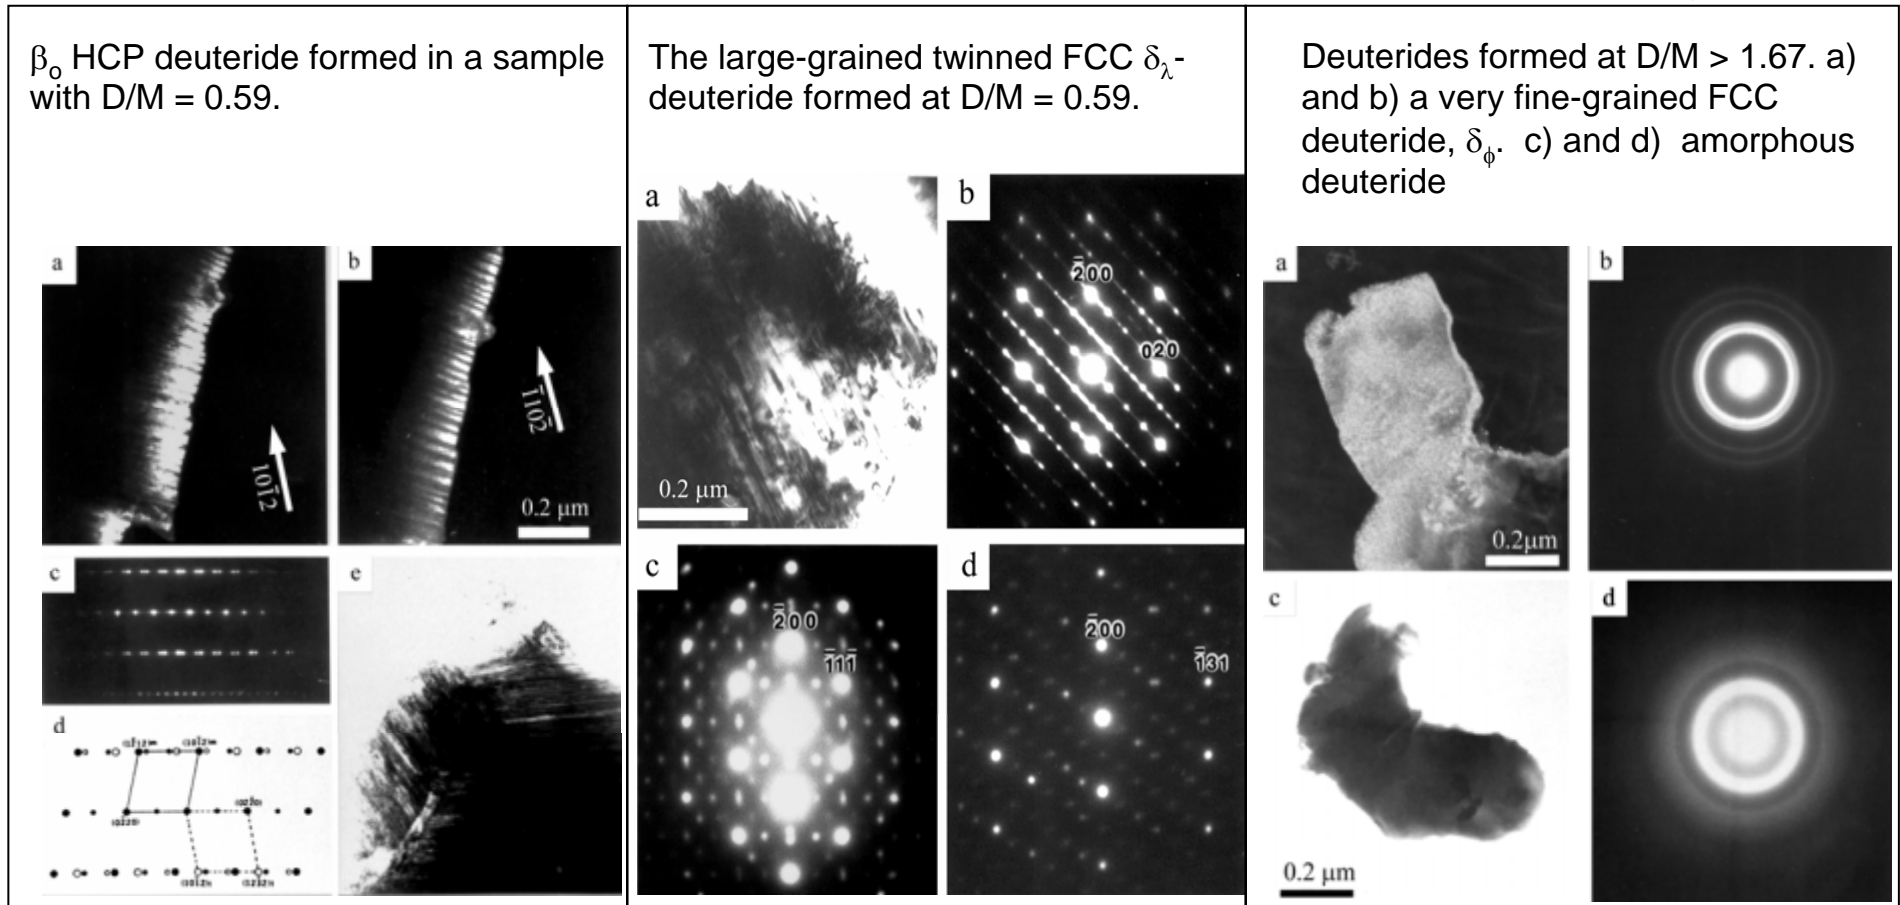 β₀ HCP deuteride formed in a sample
with D/M = 0.59.
a
b
101̄2
1̄102̄
0.2 μm
c
e
d
(022̄0)
The large-grained twinned FCC δλ-
deuteride formed at D/M = 0.59.
a
b
2̄00
020
0.2 μm
c
d
2̄00
1̄11̄
2̄00
1̄31
Deuterides formed at D/M > 1.67. a)
and b) a very fine-grained FCC
deuteride, δϕ. c) and d) amorphous
deuteride
a
b
0.2μm
c
d
0.2 μm